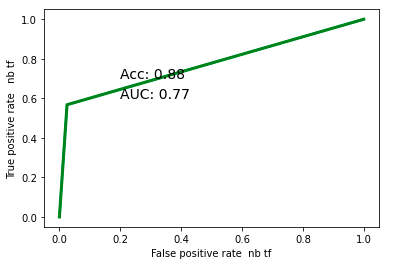 1.0
0.8
0.6
0.4
0.2
0.0
True positive rate  nb tf
Acc: 0.88
AUC: 0.77
0.0 0.2 0.4 0.6 0.8 1.0
False positive rate  nb tf